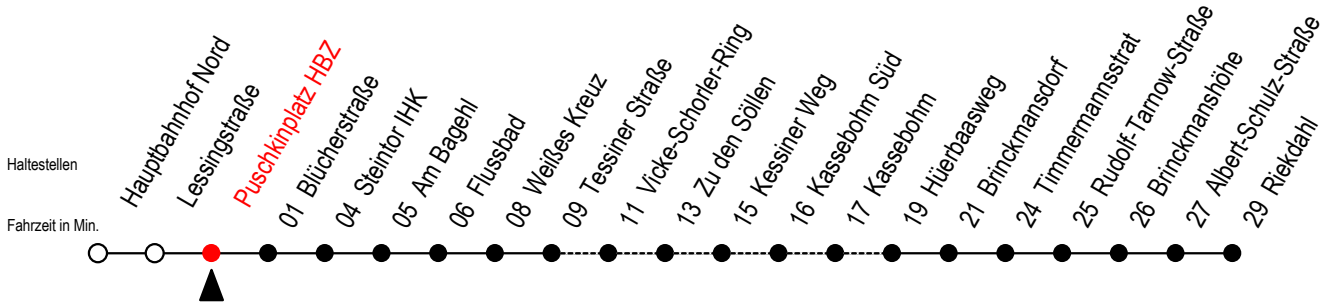 Haltestellen
Fahrzeit in Min.
Hauptbahnhof Nord
Lessingstraße
Puschkinplatz HBZ
01 Blücherstraße
04 Steintor IHK
05 Am Bagehl
06 Flussbad
08 Weißes Kreuz
09 Tessiner Straße
11 Vicke-Schorler-Ring
13 Zu den Söllen
15 Kessiner Weg
16 Kassebohm Süd
17 Kassebohm
19 Hüerbaasweg
21 Brinckmansdorf
24 Timmermannsstrat
25 Rudolf-Tarnow-Straße
26 Brinckmanshöhe
27 Albert-Schulz-Straße
29 Riekdahl